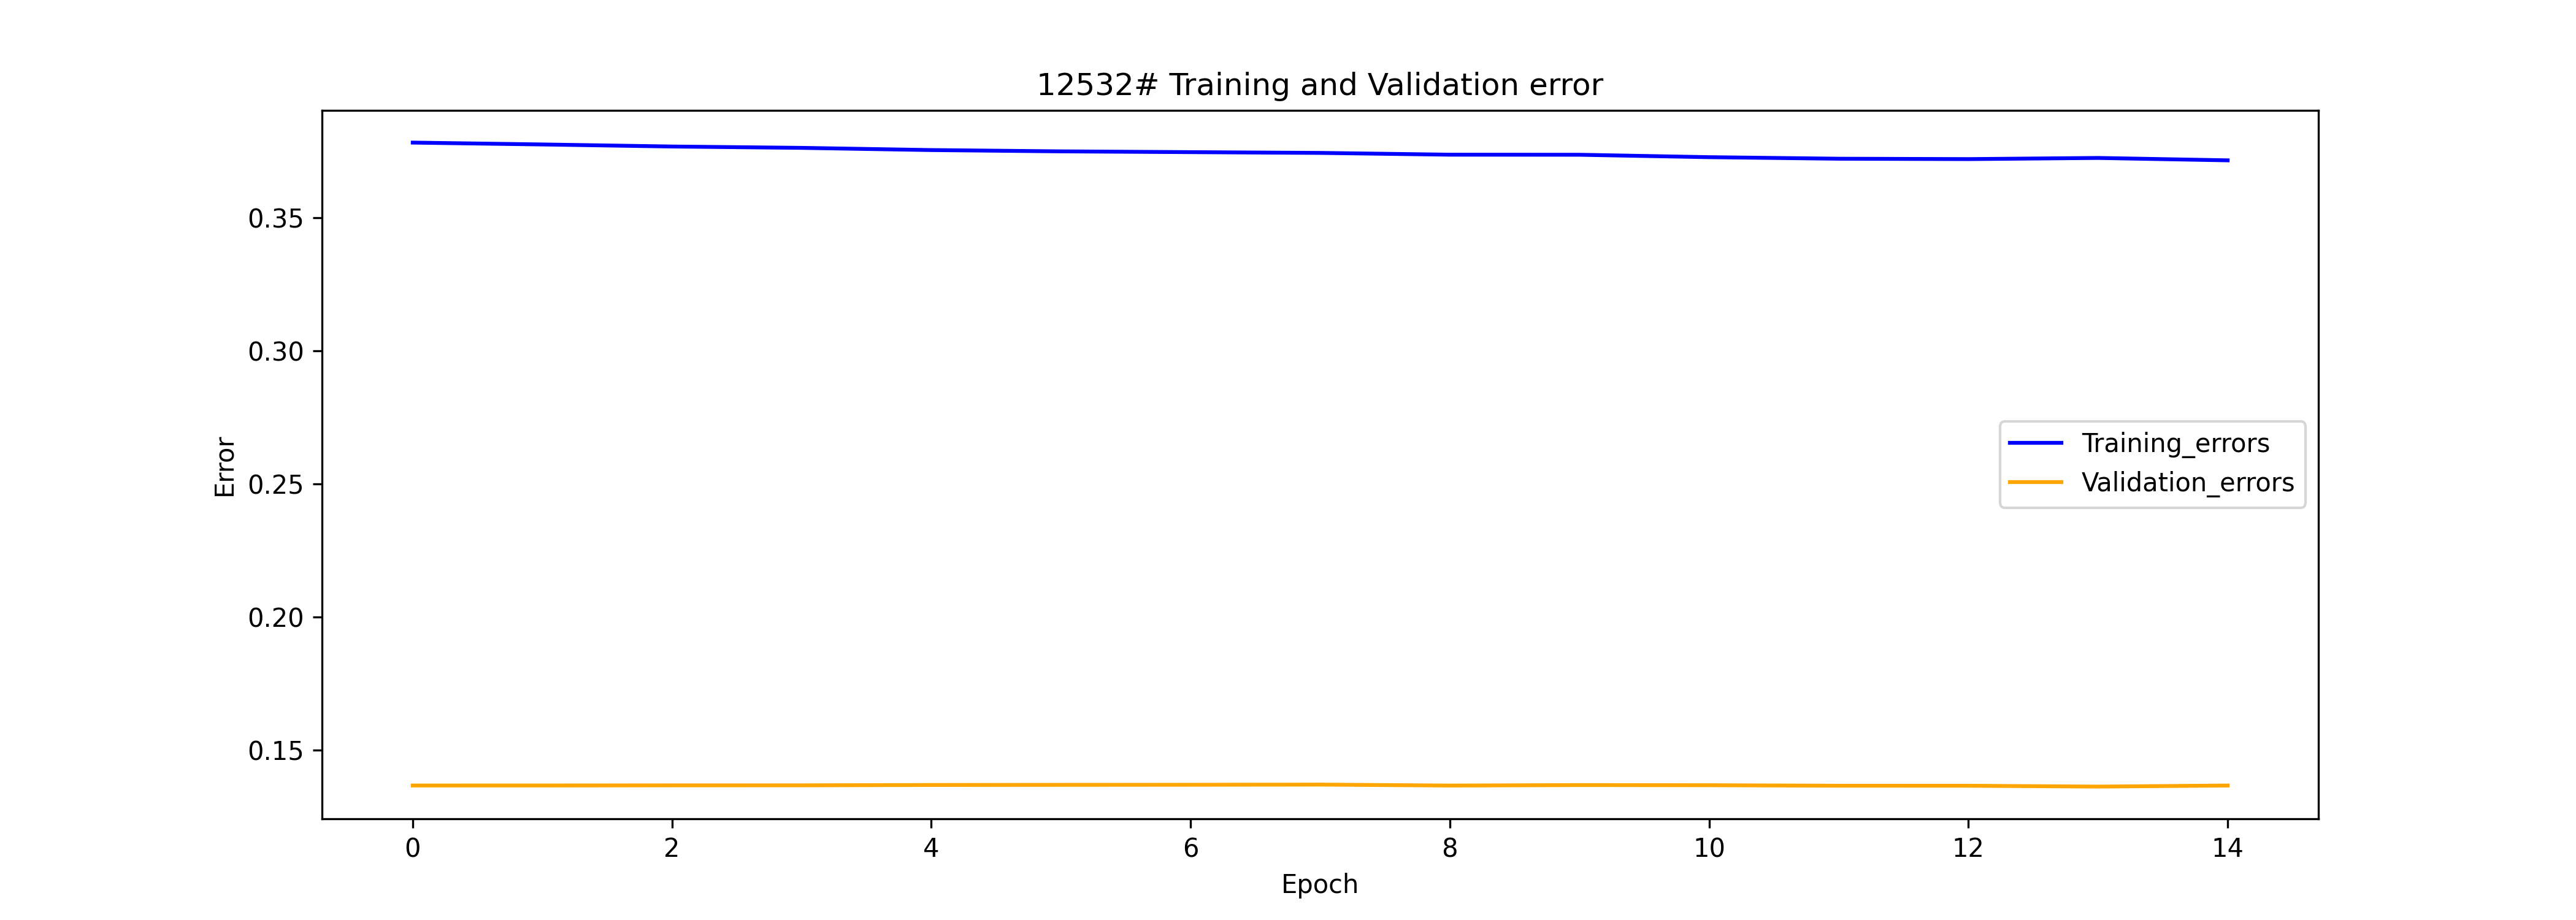 12532# Training and Validation error
Error
0.35
0.30
0.25
0.20
0.15
Training_errors
Validation_errors
0 2 4 6 8 10 12 14
Epoch